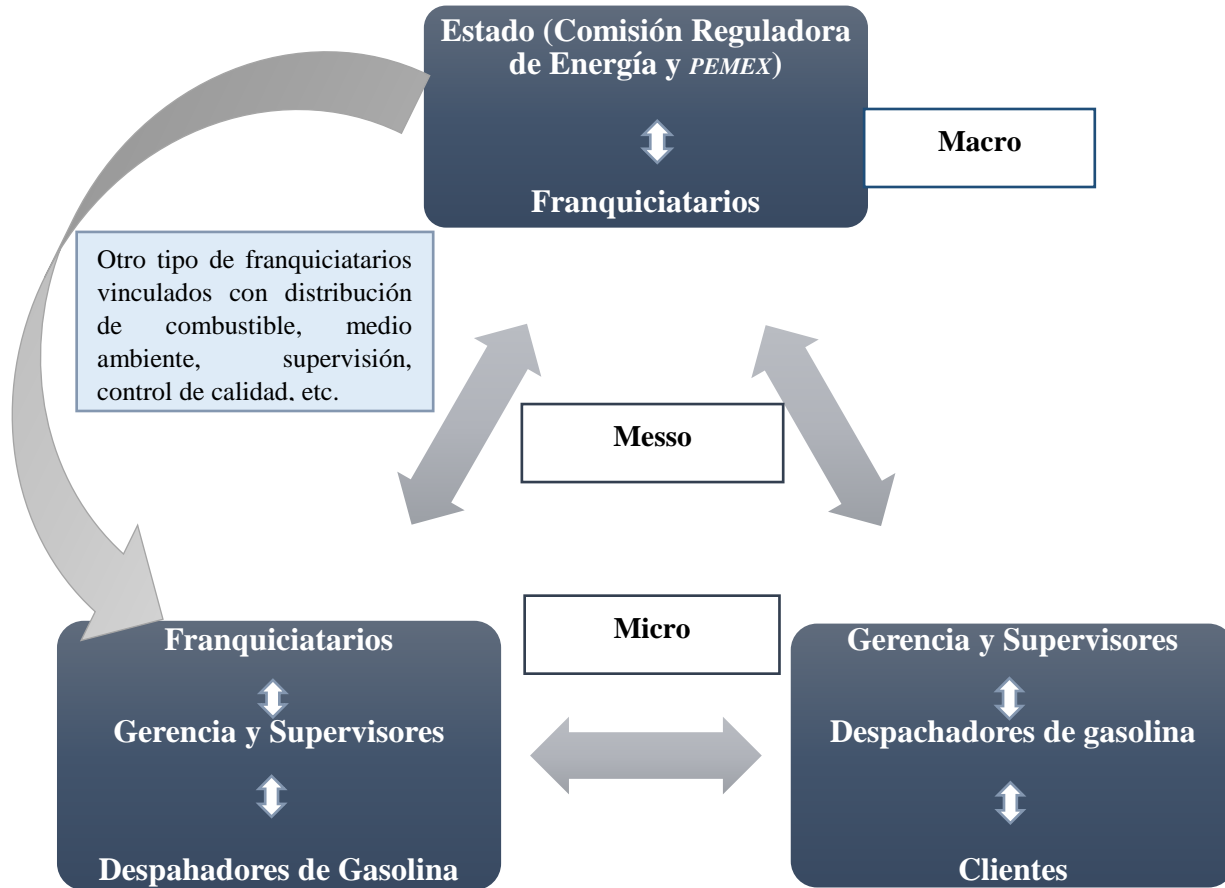 Estado (Comisión Reguladora
de Energía y PEMEX)
Franquiciatarios
Macro
Otro tipo de franquiciatarios
vinculados con distribución
de combustible, medio
ambiente, supervisión,
control de calidad, etc.
Messo
Micro
Franquiciatarios
Gerencia y Supervisores
Despahadores de Gasolina
Gerencia y Supervisores
Despachadores de gasolina
Clientes